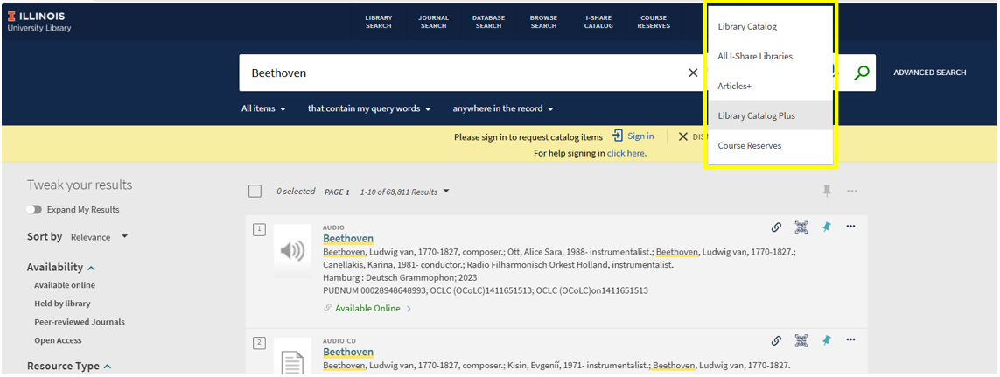 ILLINOIS
University Library
LIBRARY SEARCH
JOURNAL SEARCH
DATABASE SEARCH
BROWSE SEARCH
I-SHARE CATALOG
COURSE RESERVES
Library Catalog
All I-Share Libraries
Articles+
Library Catalog Plus
Course Reserves
Beethoven
ADVANCED SEARCH
All items
that contain my query words
anywhere in the record
Please sign in to request catalog items
Sign in
For help signing in click here.
Tweak your results
Expand My Results
Sort by Relevance
Availability
Available online
Held by library
Peer-reviewed Journals
Open Access
Resource Type
0 selected PAGE 1 1-10 of 68,811 Results
1
AUDIO
Beethoven
Beethoven, Ludwig van, 1770-1827, composer.; Ott, Alice Sara, 1988- instrumentalist.; Beethoven, Ludwig van, 1770-1827.;
Canellakis, Karina, 1981- conductor.; Radio Filharmonisch Orkest Holland, instrumentalist.
Hamburg : Deutsch Grammophon; 2023
PUBNUM 00028948648993; OCLC (OCoLC)1411651513; OCLC (OCoLC)on1411651513
Available Online
2
AUDIO CD
Beethoven
Beethoven, Ludwig van, 1770-1827, composer.; Kisin, Evgeniĭ, 1971- instrumentalist.; Beethoven, Ludwig van, 1770-1827.